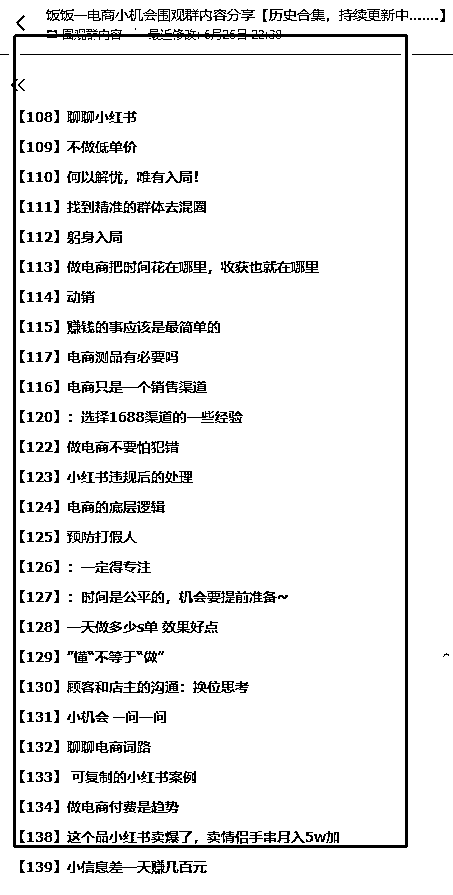 饭饭—电商小机会围观群内容分享【历史合集，持续更新中.......】
围观群内容 最近修改: 6月26日 22:39
【108】聊聊小红书
【109】不做低单价
【110】何以解忧，唯有入局！
【111】找到精准的群体去混圈
【112】躬身入局
【113】做电商把时间花在哪里，收获也就在哪里
【114】动销
【115】赚钱的事应该是最简单的
【117】电商测品有必要吗
【116】电商只是一个销售渠道
【120】：选择1688渠道的一些经验
【122】做电商不要怕犯错
【123】小红书违规后的处理
【124】电商的底层逻辑
【125】预防打假人
【126】：一定得专注
【127】：时间是公平的，机会要提前准备~
【128】一天做多少s单 效果好点
【129】"懂"不等于"做"
【130】顾客和店主的沟通：换位思考
【131】小机会 一问一问
【132】聊聊电商词路
【133】 可复制的小红书案例
【134】做电商付费是趋势
【138】这个品小红书卖爆了，卖情侣手串月入5w加
【139】小信息差一天赚几百元